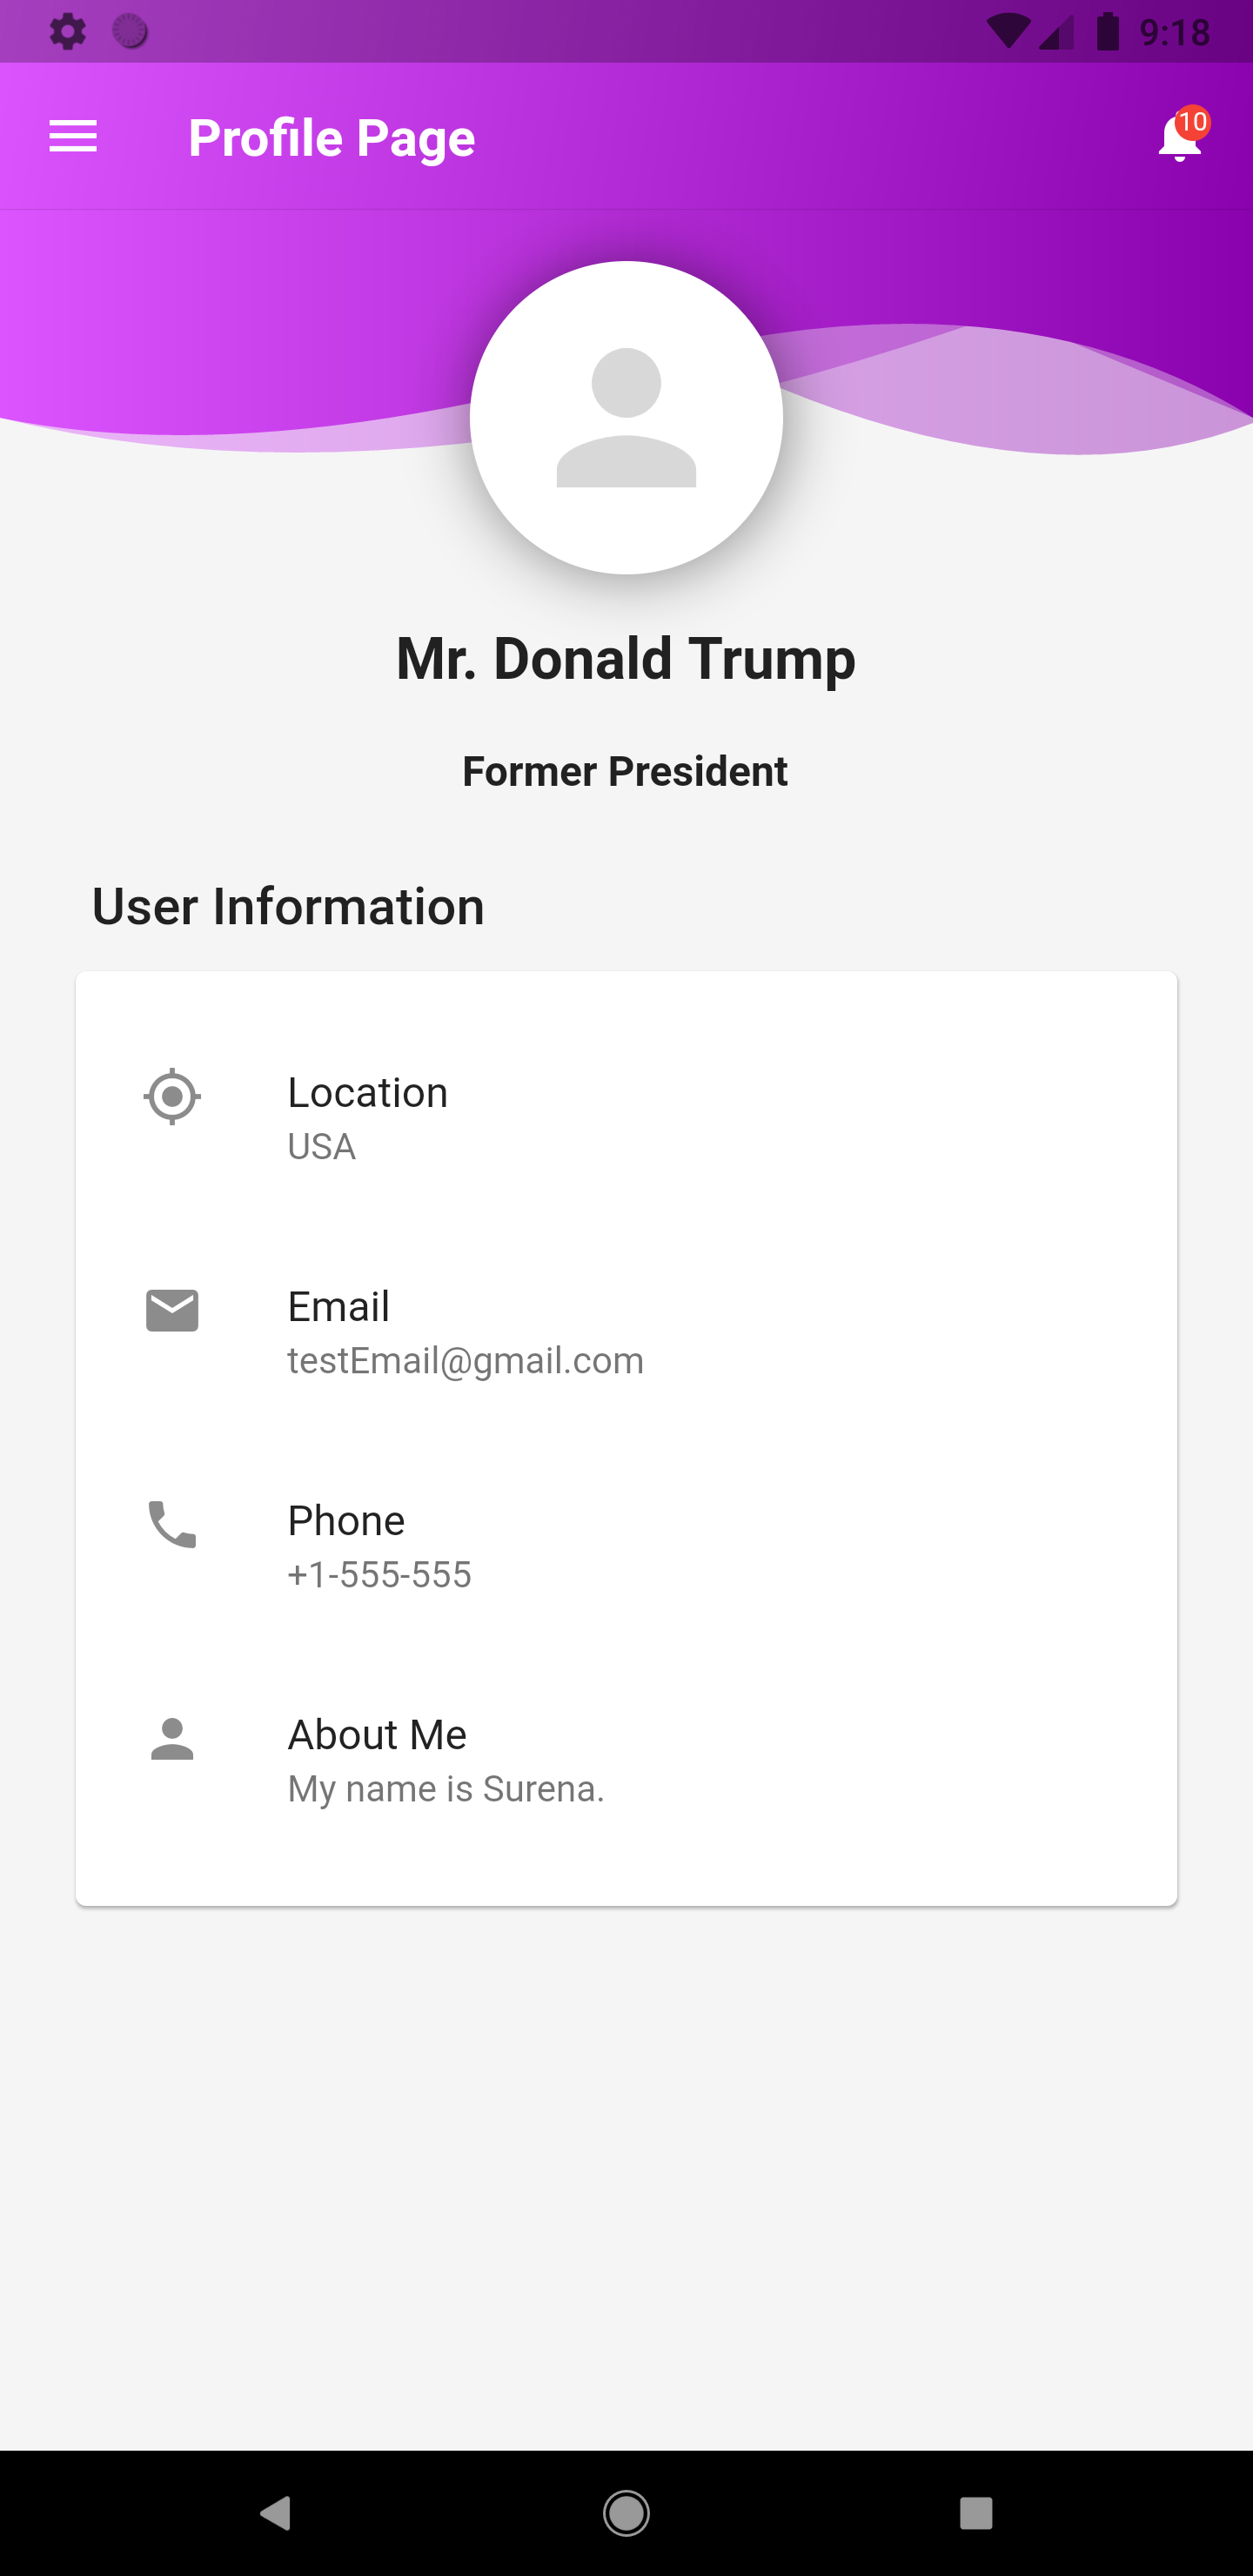 9:18
Profile Page
10
Mr. Donald Trump
Former President
User Information
Location
USA
Email
testEmail@gmail.com
Phone
+1-555-555
About Me
My name is Surena.